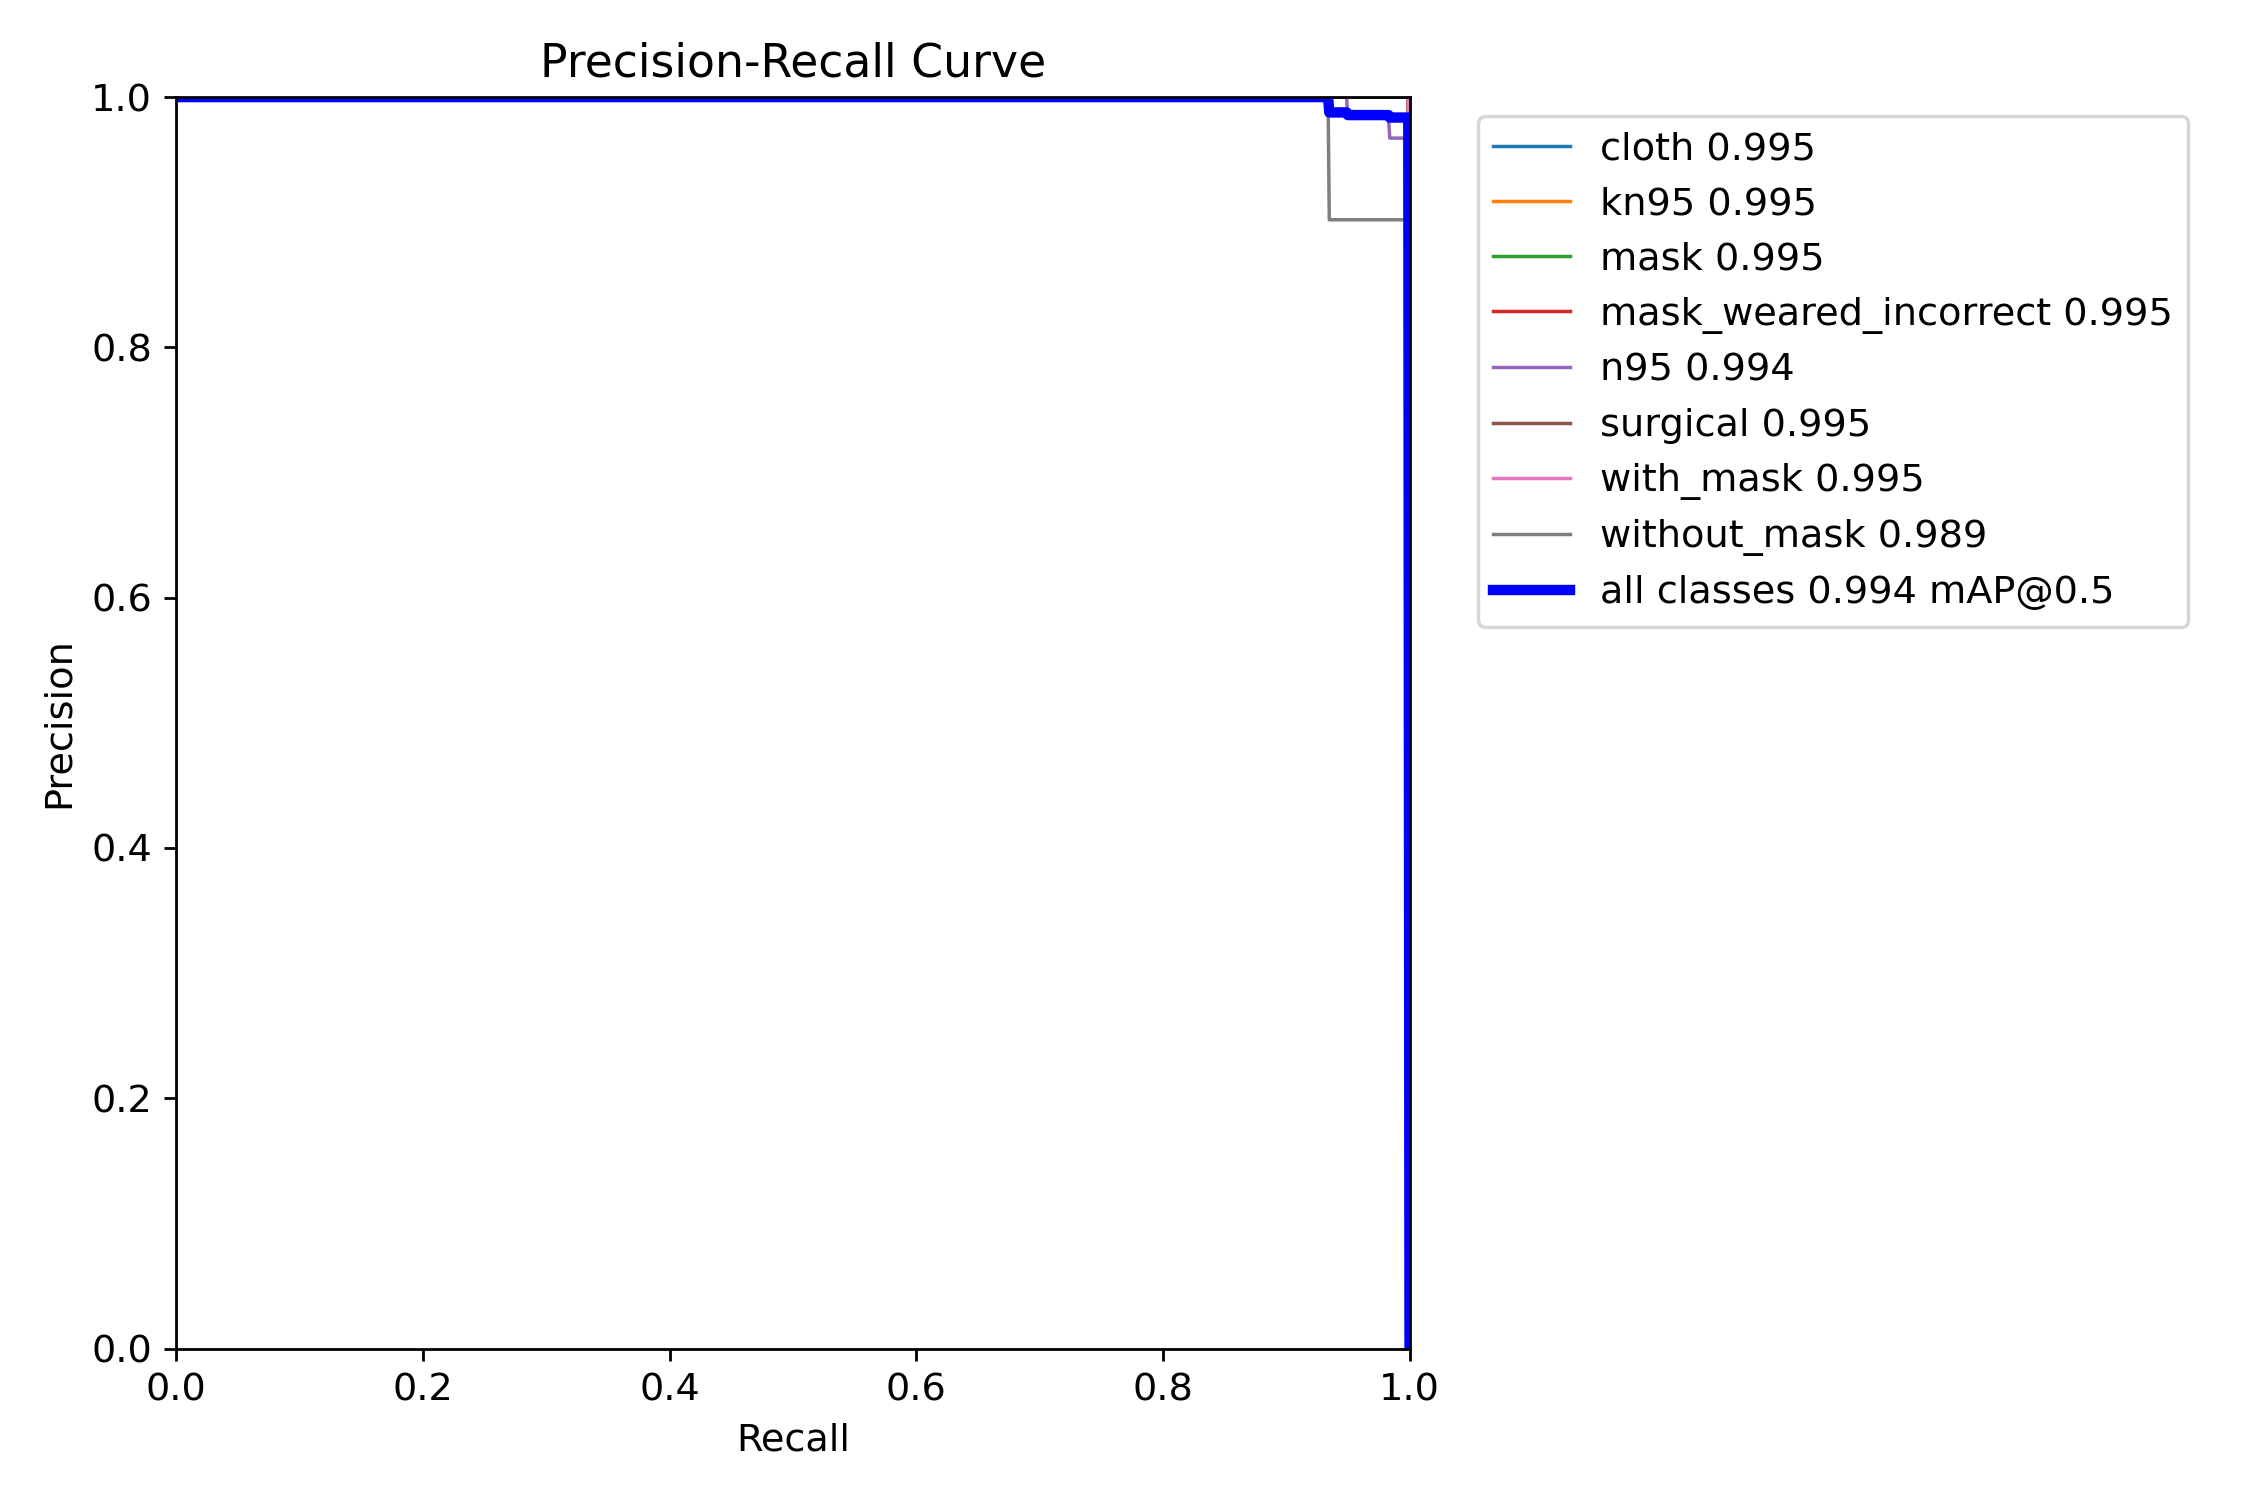 Precision-Recall Curve
1.0
0.8
0.6
0.4
0.2
0.0
Precision
0.0 0.2 0.4 0.6 0.8 1.0
Recall
cloth 0.995
kn95 0.995
mask 0.995
mask_weared_incorrect 0.995
n95 0.994
surgical 0.995
with_mask 0.995
without_mask 0.989
all classes 0.994 mAP@0.5